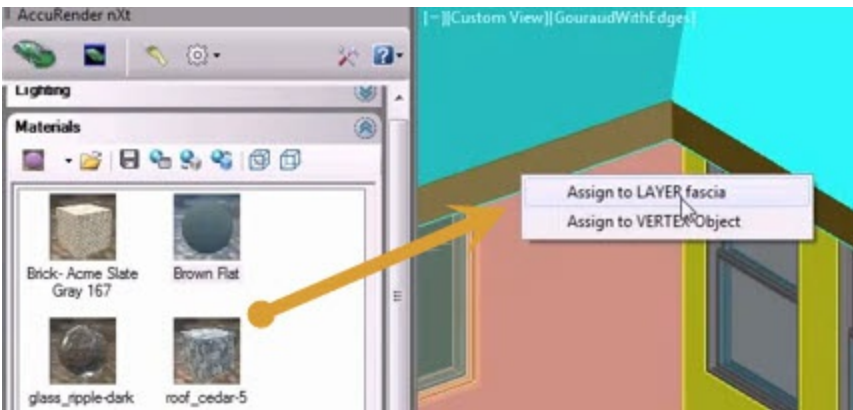 AccuRender nXt
[-][Custom View][GouraudWithEdges]
Lighting
Materials
Assign to LAYER fascia
Assign to VERTEX Object
Brick- Acme Slate
Gray 167
Brown Flat
glass_ripple-dark
roof_cedar-5